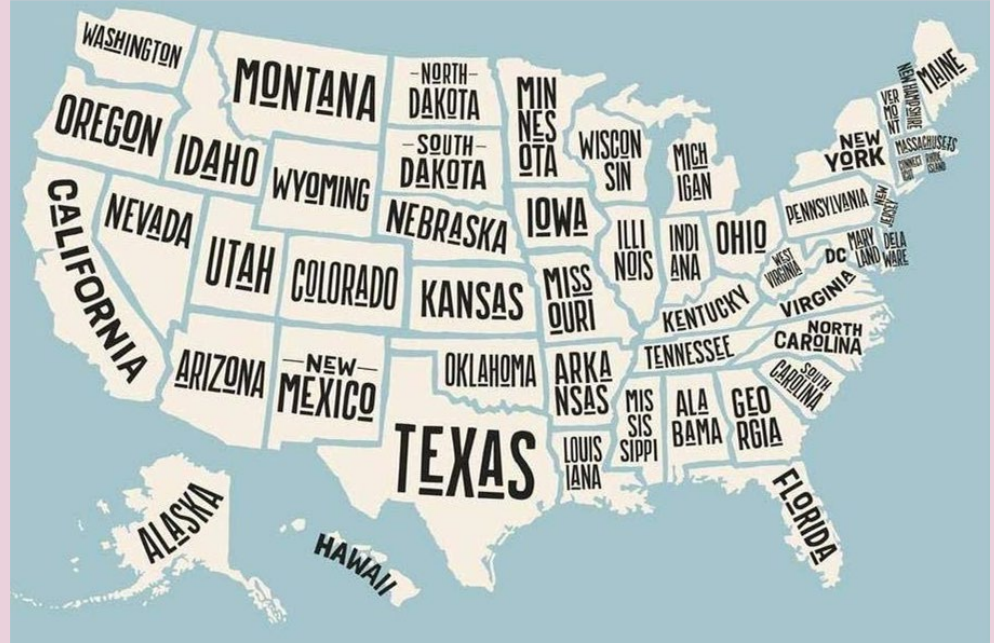 WASHINGTON
OREGON
CALIFORNIA
NEVADA
IDAHO
MONTANA
WYOMING
UTAH
COLORADO
ARIZONA
NEW
MEXICO
NORTH
DAKOTA
SOUTH
DAKOTA
NEBRASKA
KANSAS
OKLAHOMA
TEXAS
MIN
NES
OTA
IOWA
MISS
OURI
ARKA
NSAS
LOUIS
IANA
WISCON
SIN
ILLI
NOIS
MICH
IGAN
INDI
ANA
OHIO
KENTUCKY
TENNESSEE
MIS
SIS
SIPPI
ALA
BAMA
GEO
RGIA
FLORIDA
SOUTH
CAROLINA
NORTH
CAROLINA
VIRGINIA
WEST
VIRGINIA
DC
MARY
LAND
DELA
WARE
PENNSYLVANIA
NEW
JERSEY
NEW
YORK
CONNECT
ICUT
RHODE
ISLAND
MASSACHUSETS
VER
MO
NT
NEW HAMPSHIRE
MAINE
ALASKA
HAWAII